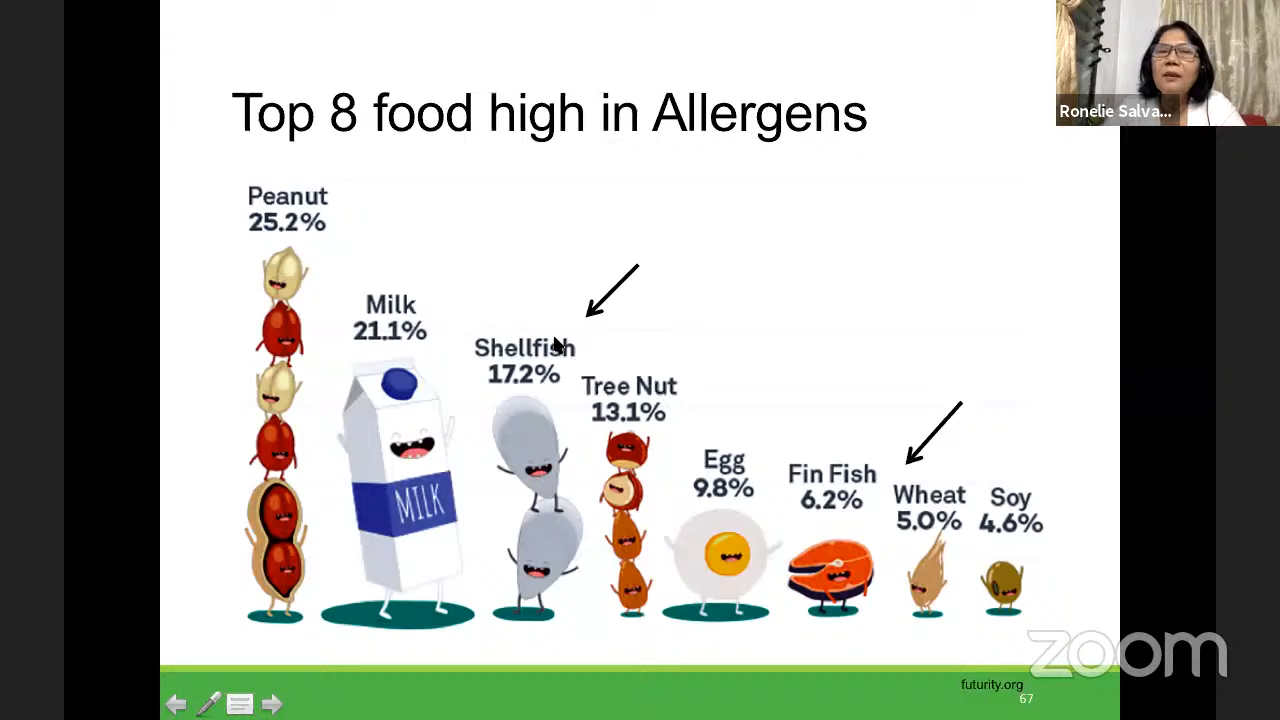 Top 8 food high in Allergens
Ronelie Salva...
Peanut
25.2%
Milk
21.1%
Shellfish
17.2%
Tree Nut
13.1%
Egg
9.8%
Fin Fish
6.2%
Wheat
5.0%
Soy
4.6%
MILK
zoom
futurity.org
67